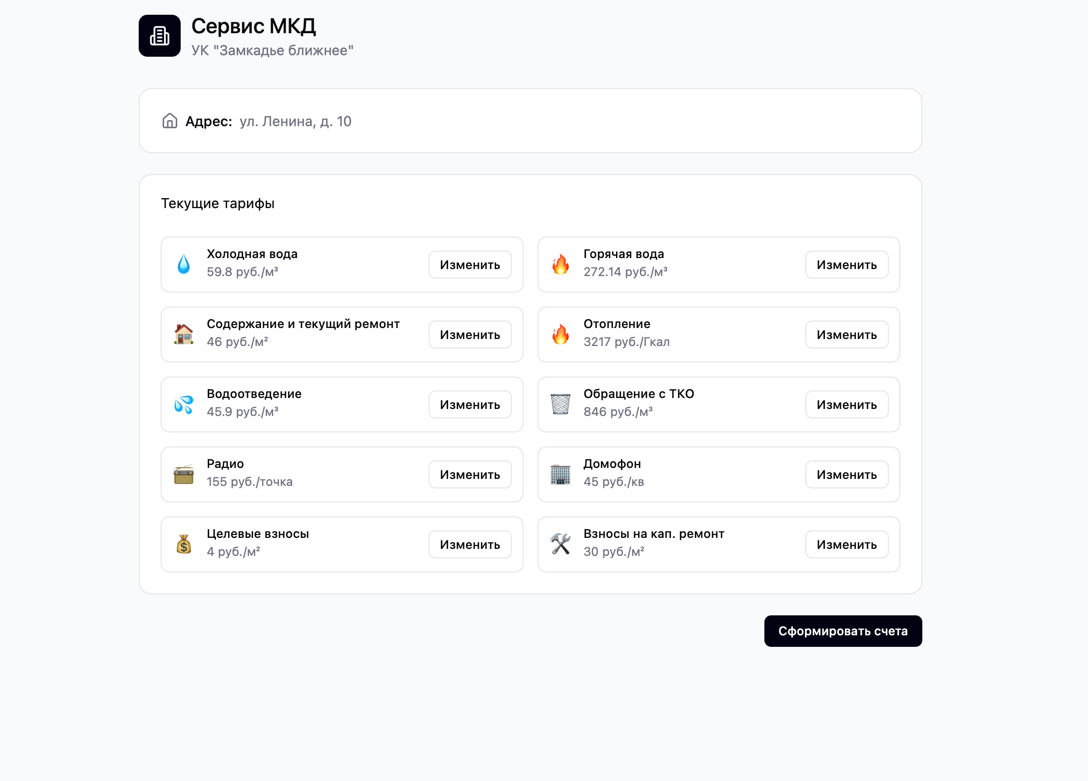 Сервис МКД
УК "Замкадье ближнее"
Адрес: ул. Ленина, д. 10
Текущие тарифы
Холодная вода
59.8 руб./м³
Изменить
Горячая вода
272.14 руб./м³
Изменить
Содержание и текущий ремонт
46 руб./м²
Изменить
Отопление
3217 руб./Гкал
Изменить
Водоотведение
45.9 руб./м³
Изменить
Обращение с ТКО
846 руб./м³
Изменить
Радио
155 руб./точка
Изменить
Домофон
45 руб./кв
Изменить
Целевые взносы
4 руб./м²
Изменить
Взносы на кап. ремонт
30 руб./м²
Изменить
Сформировать счета